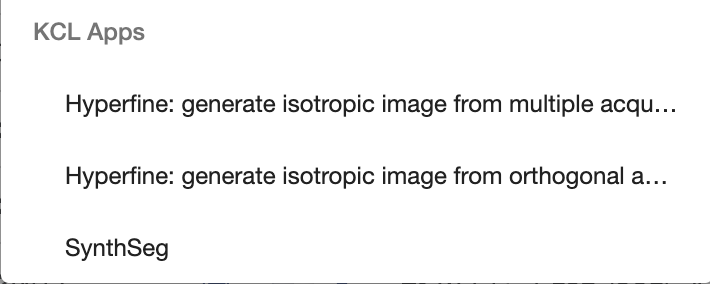 KCL Apps
Hyperfine: generate isotropic image from multiple acqu...
Hyperfine: generate isotropic image from orthogonal a...
SynthSeg